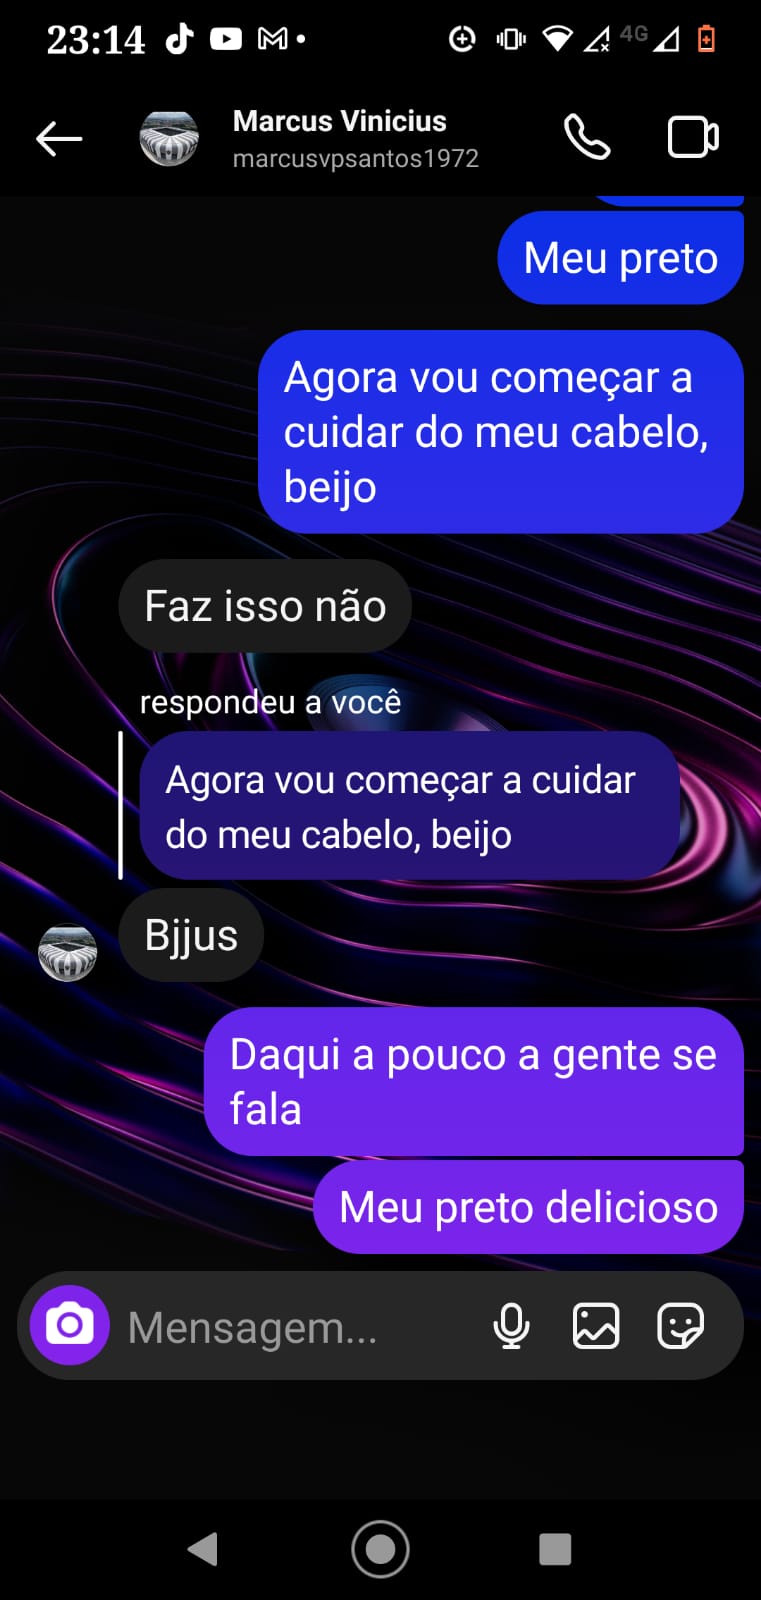 23:14
4G
Marcus Vinicius
marcusvpsantos1972
Meu preto
Agora vou começar a
cuidar do meu cabelo,
beijo
Faz isso não
respondeu a você
Agora vou começar a cuidar
do meu cabelo, beijo
Bjjus
Daqui a pouco a gente se
fala
Meu preto delicioso
Mensagem...